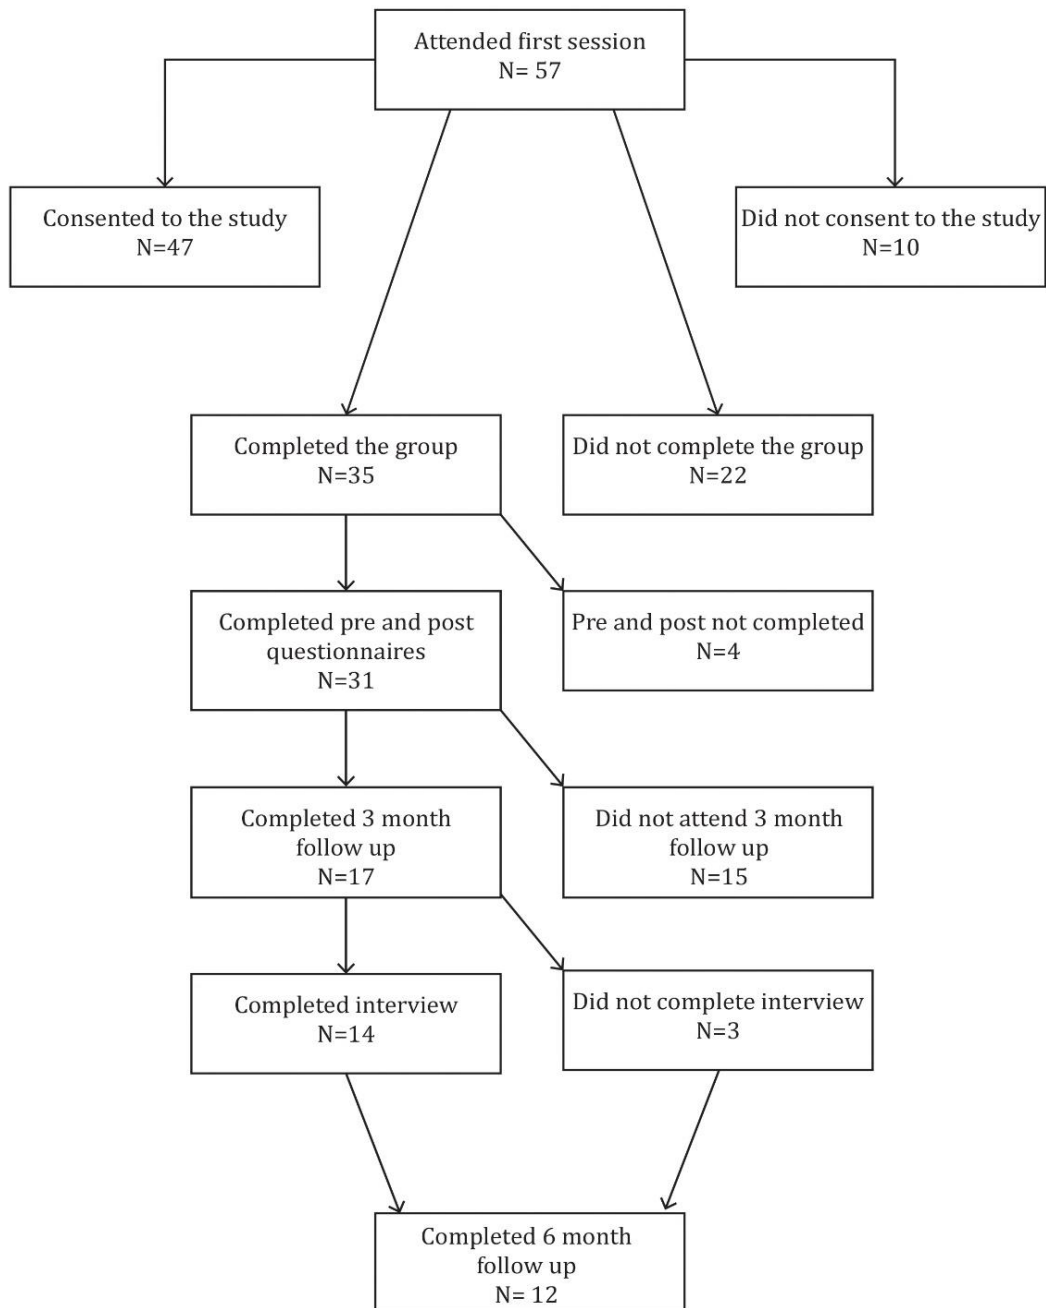 Attended first session
N= 57
Consented to the study
N=47
Did not consent to the study
N=10
Completed the group
N=35
Did not complete the group
N=22
Completed pre and post
questionnaires
N=31
Pre and post not completed
N=4
Completed 3 month
follow up
N=17
Did not attend 3 month
follow up
N=15
Completed interview
N=14
Did not complete interview
N=3
Completed 6 month
follow up
N= 12